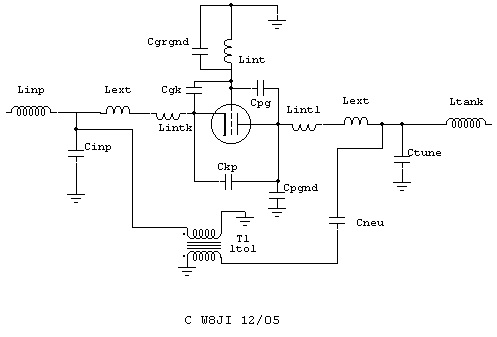 Cgrgnd
Lint
Linp
Lext
Cgk
Cpg
Lext
Ltank
Lint1
Lintk
Cinp
Ctune
Ckp
Cpgnd
Cneu
T1
1to1
C W8JI 12/05